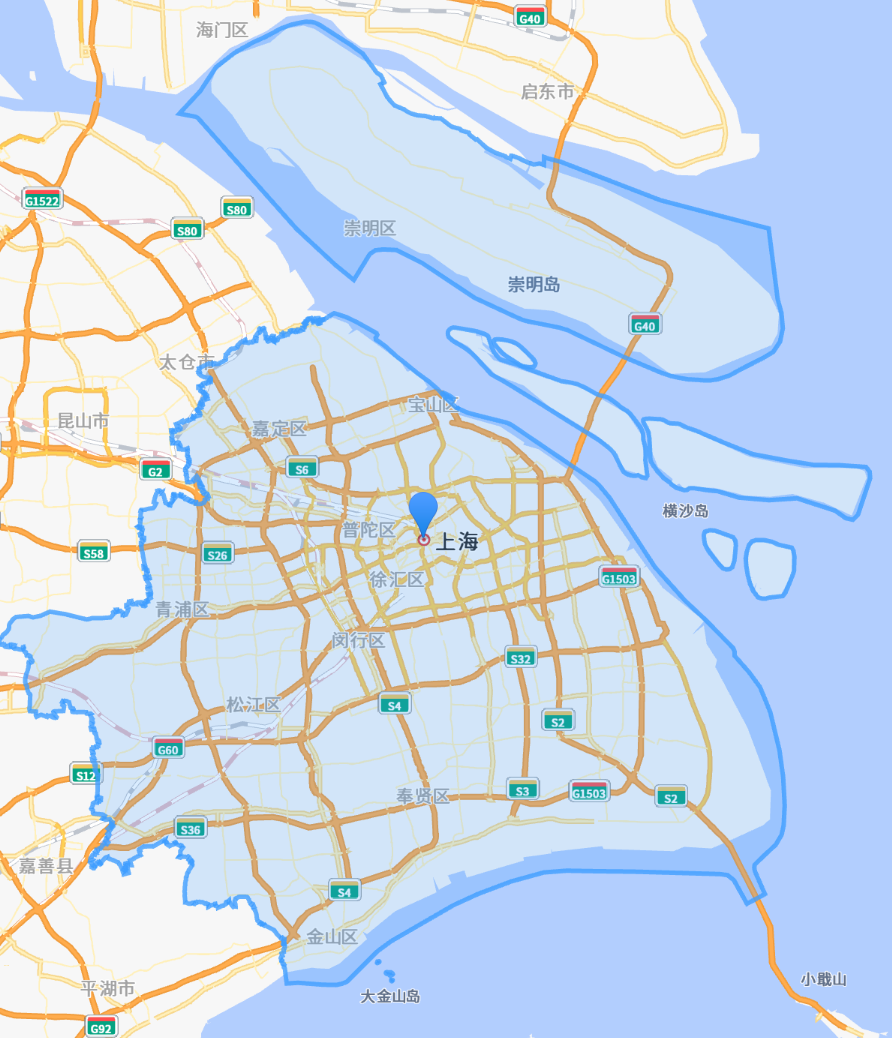 G40
海门区
启东市
G1522
S80
S80
崇明区
崇明岛
G40
太仓市
宝山区
昆山市
嘉定区
G2
S6
横沙岛
普陀区
上海
S58
S26
徐汇区
G1503
青浦区
闵行区
S32
松江区
S4
S2
G60
S12
奉贤区
S3
G1503
S2
S36
嘉善县
S4
金山区
小戢山
平湖市
大金山岛
G92